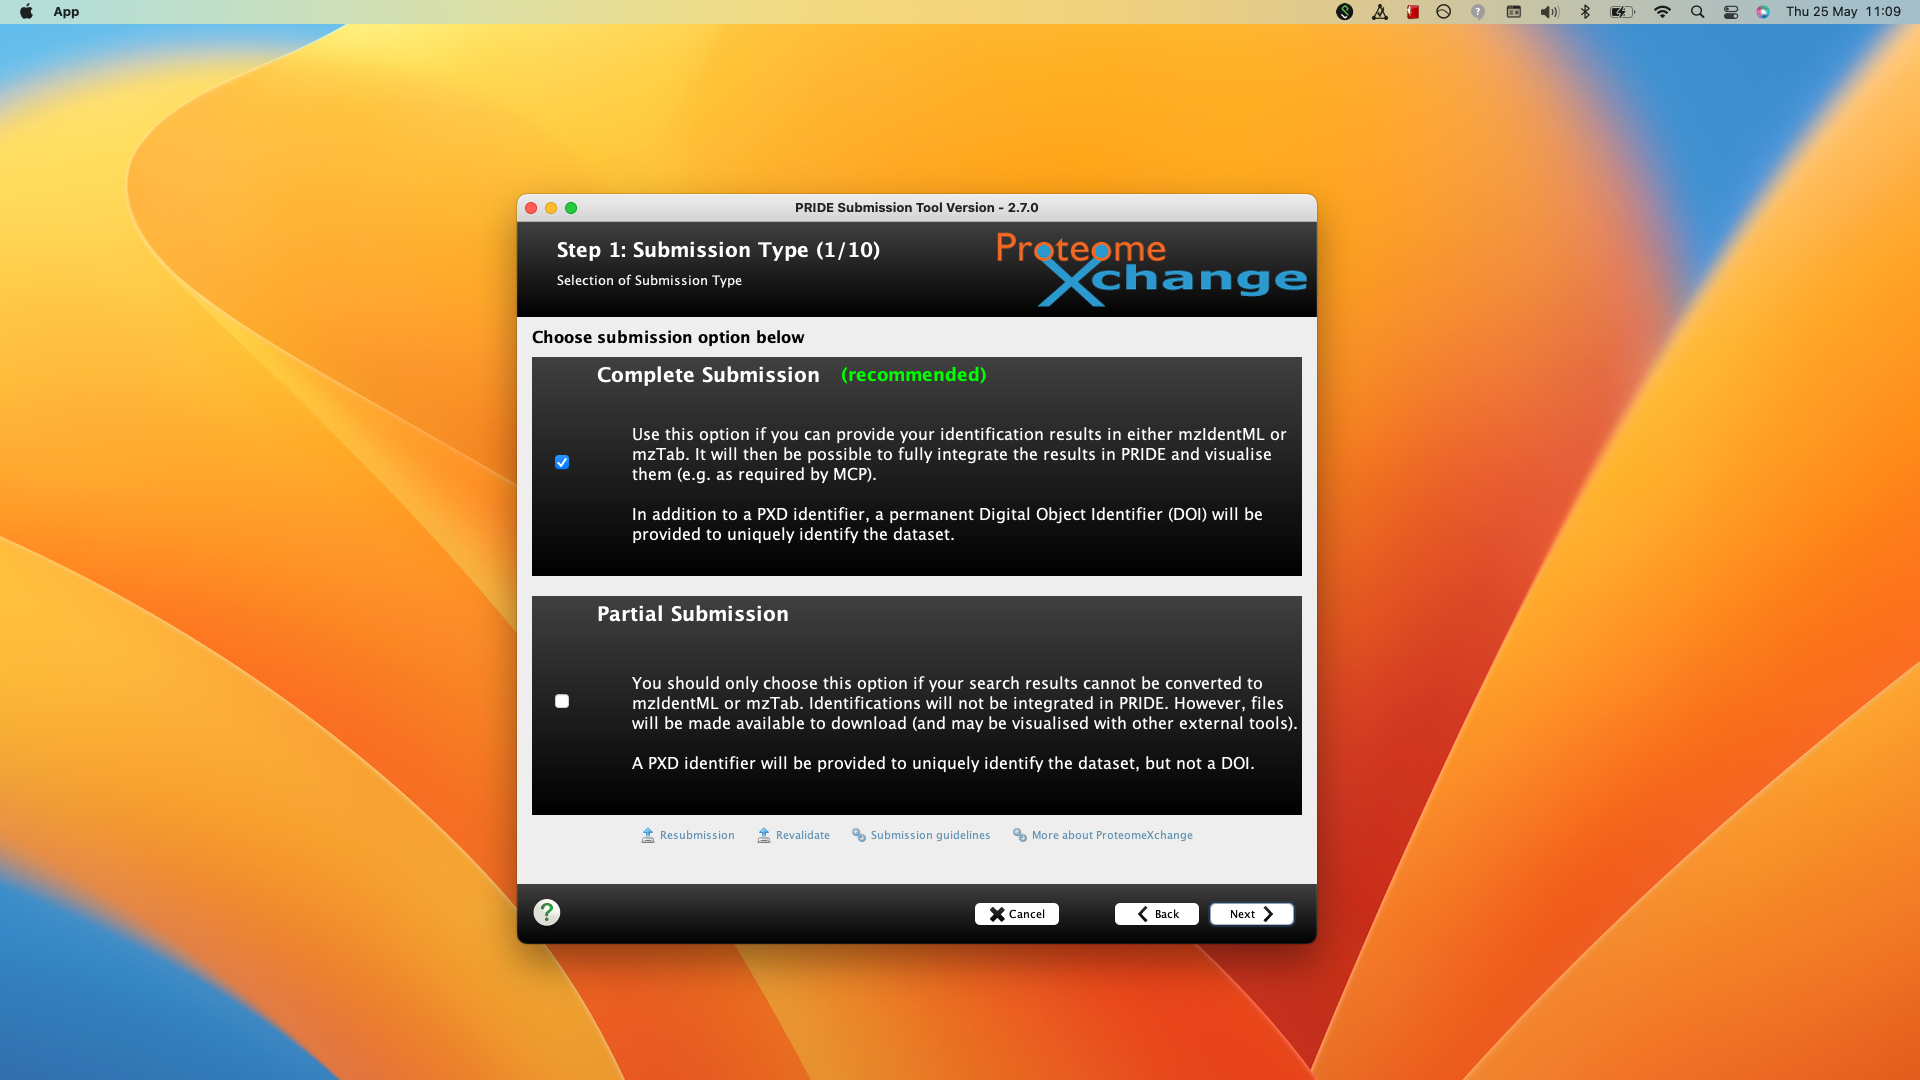 App
Thu 25 May 11:09
PRIDE Submission Tool Version - 2.7.0
Step 1: Submission Type (1/10)
Selection of Submission Type
Proteome
Xchange
Choose submission option below
Complete Submission (recommended)
Use this option if you can provide your identification results in either mzIdentML or
mzTab. It will then be possible to fully integrate the results in PRIDE and visualise
them (e.g. as required by MCP).
In addition to a PXD identifier, a permanent Digital Object Identifier (DOI) will be
provided to uniquely identify the dataset.
Partial Submission
You should only choose this option if your search results cannot be converted to
mzIdentML or mzTab. Identifications will not be integrated in PRIDE. However, files
will be made available to download (and may be visualised with other external tools).
A PXD identifier will be provided to uniquely identify the dataset, but not a DOI.
Resubmission Revalidate Submission guidelines More about ProteomeXchange
? Cancel Back Next